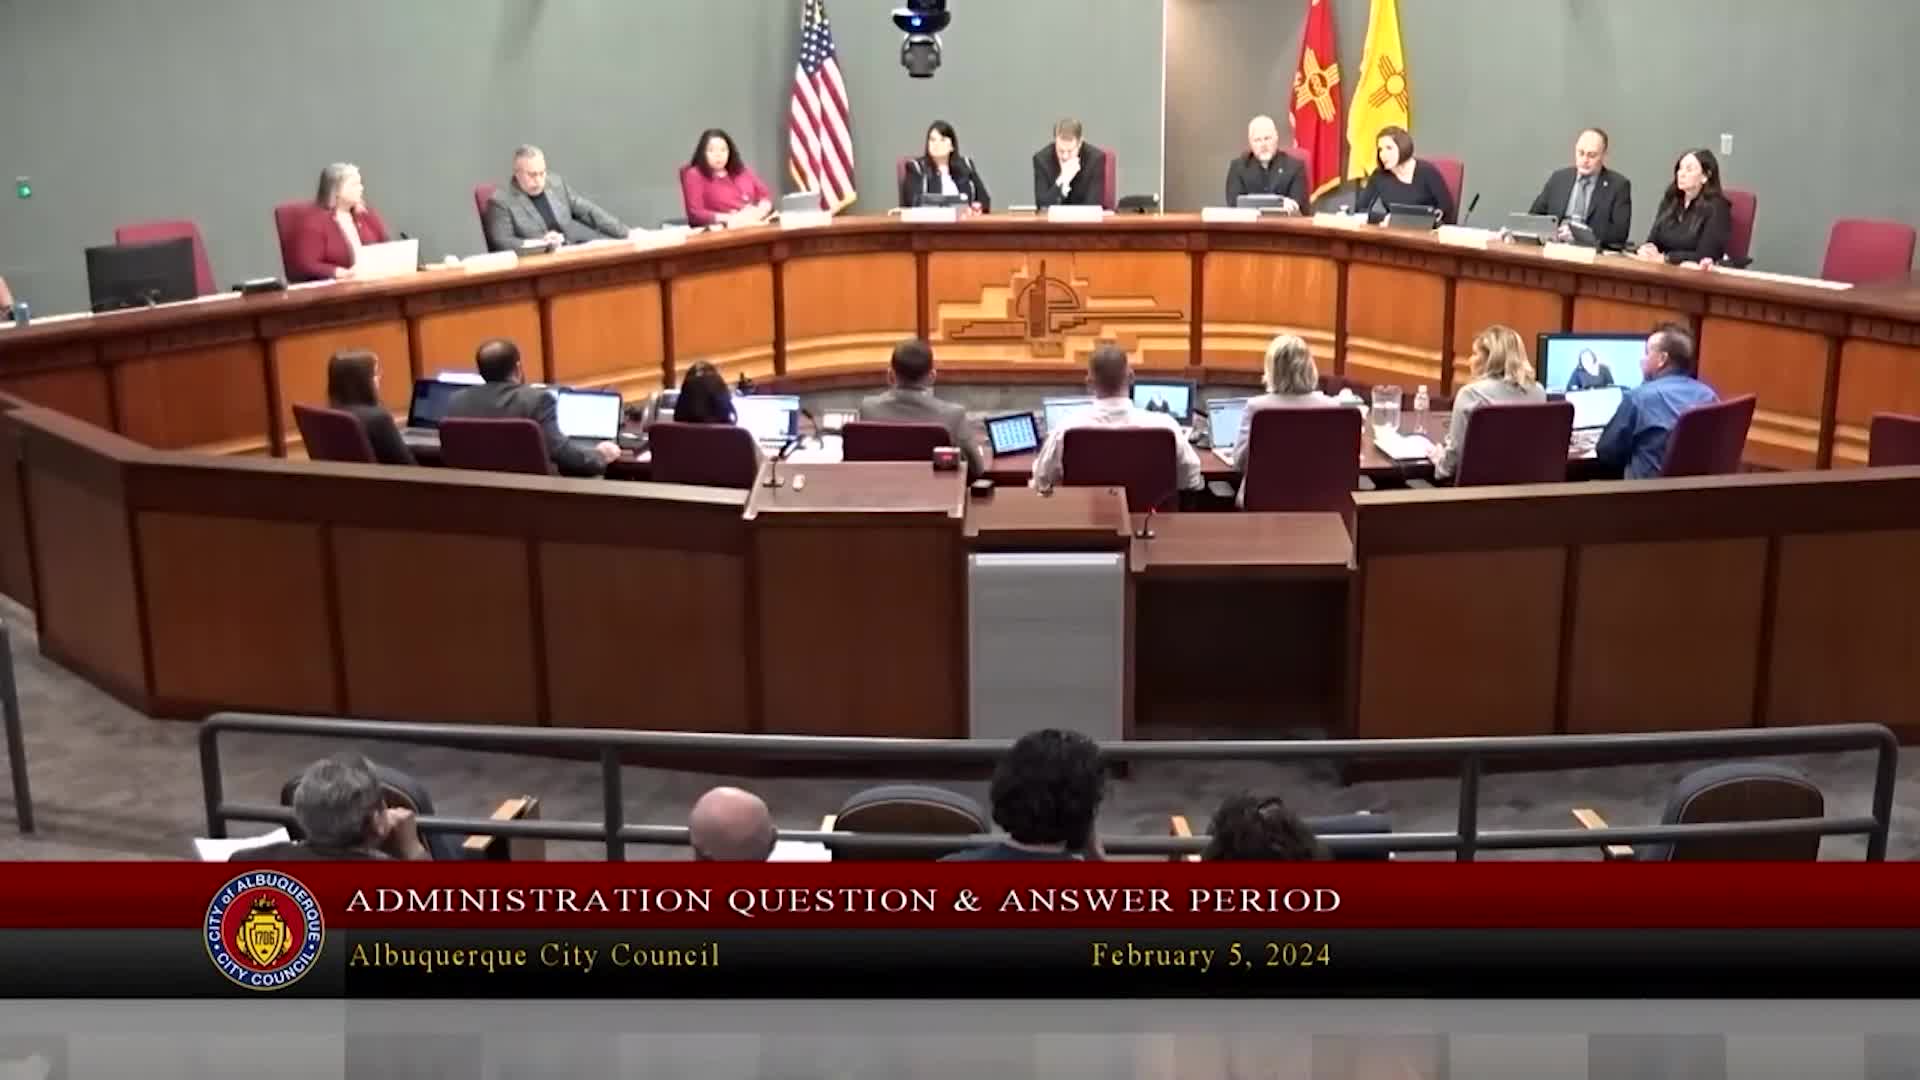 ADMINISTRATION QUESTION & ANSWER PERIOD
Albuquerque City Council
February 5, 2024
CITY of ALBUQUERQUE
1706
CITY COUNCIL